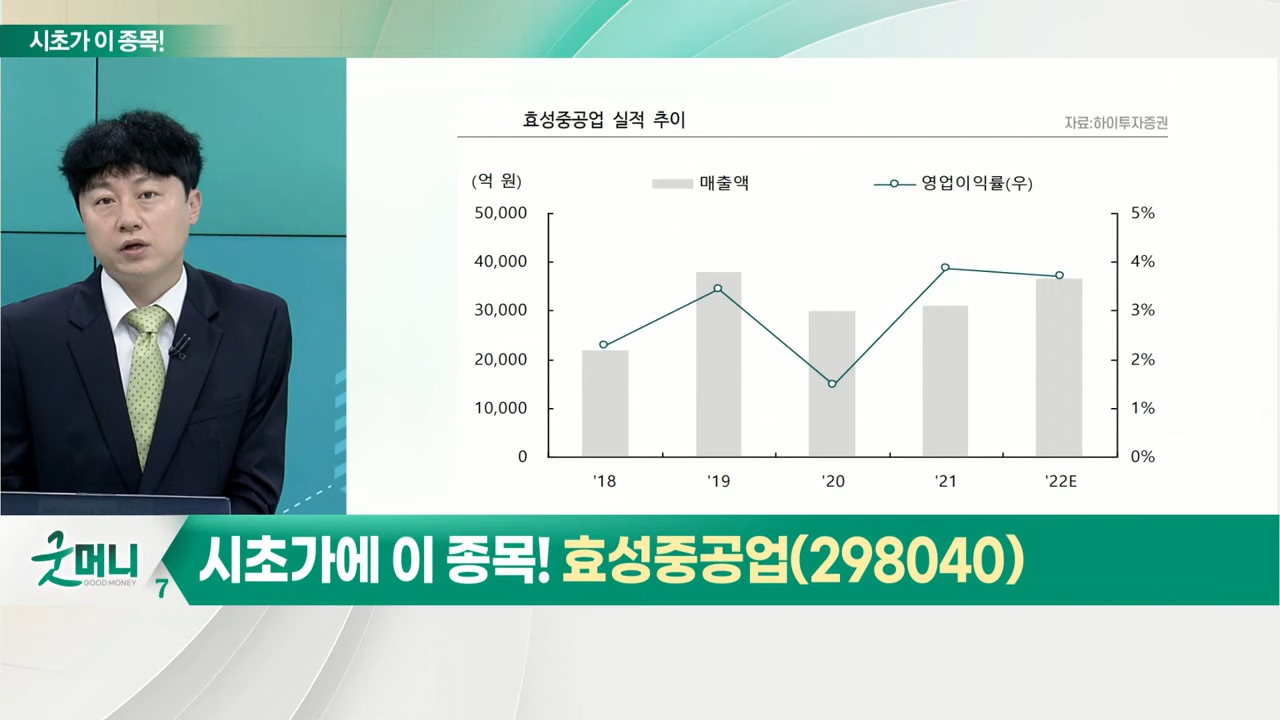 시초가 이 종목!
효성중공업 실적 추이
자료:하이투자증권
(억 원)
매출액
영업이익률(우)
50,000
40,000
30,000
20,000
10,000
0
5%
4%
3%
2%
1%
0%
'18
'19
'20
'21
'22E
굿머니
GOOD MONEY
7
시초가에 이 종목! 효성중공업(298040)